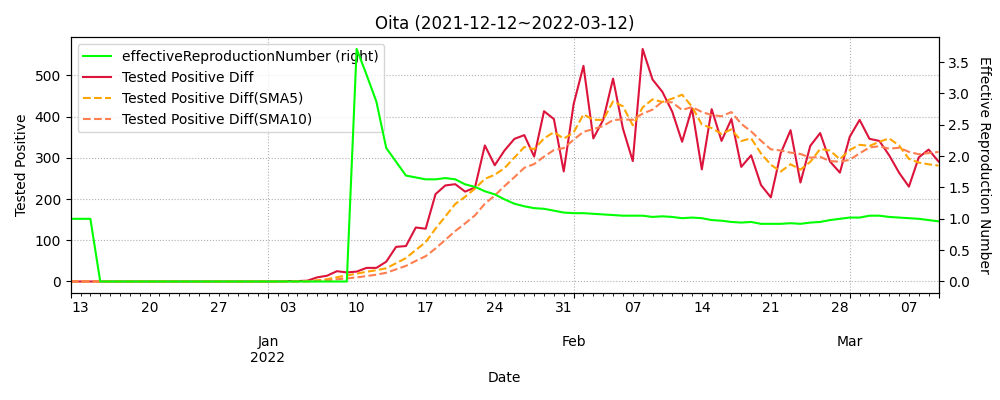 Oita (2021-12-12~2022-03-12)
effectiveReproductionNumber (right)
Tested Positive Diff
Tested Positive Diff(SMA5)
Tested Positive Diff(SMA10)
Tested Positive
500
400
300
200
100
0
3.5
3.0
2.5
2.0
1.5
1.0
0.5
0.0
Effective Reproduction Number
13 20 27 03 10 17 24 31 07 14 21 28 07
Jan Feb Mar
2022
Date